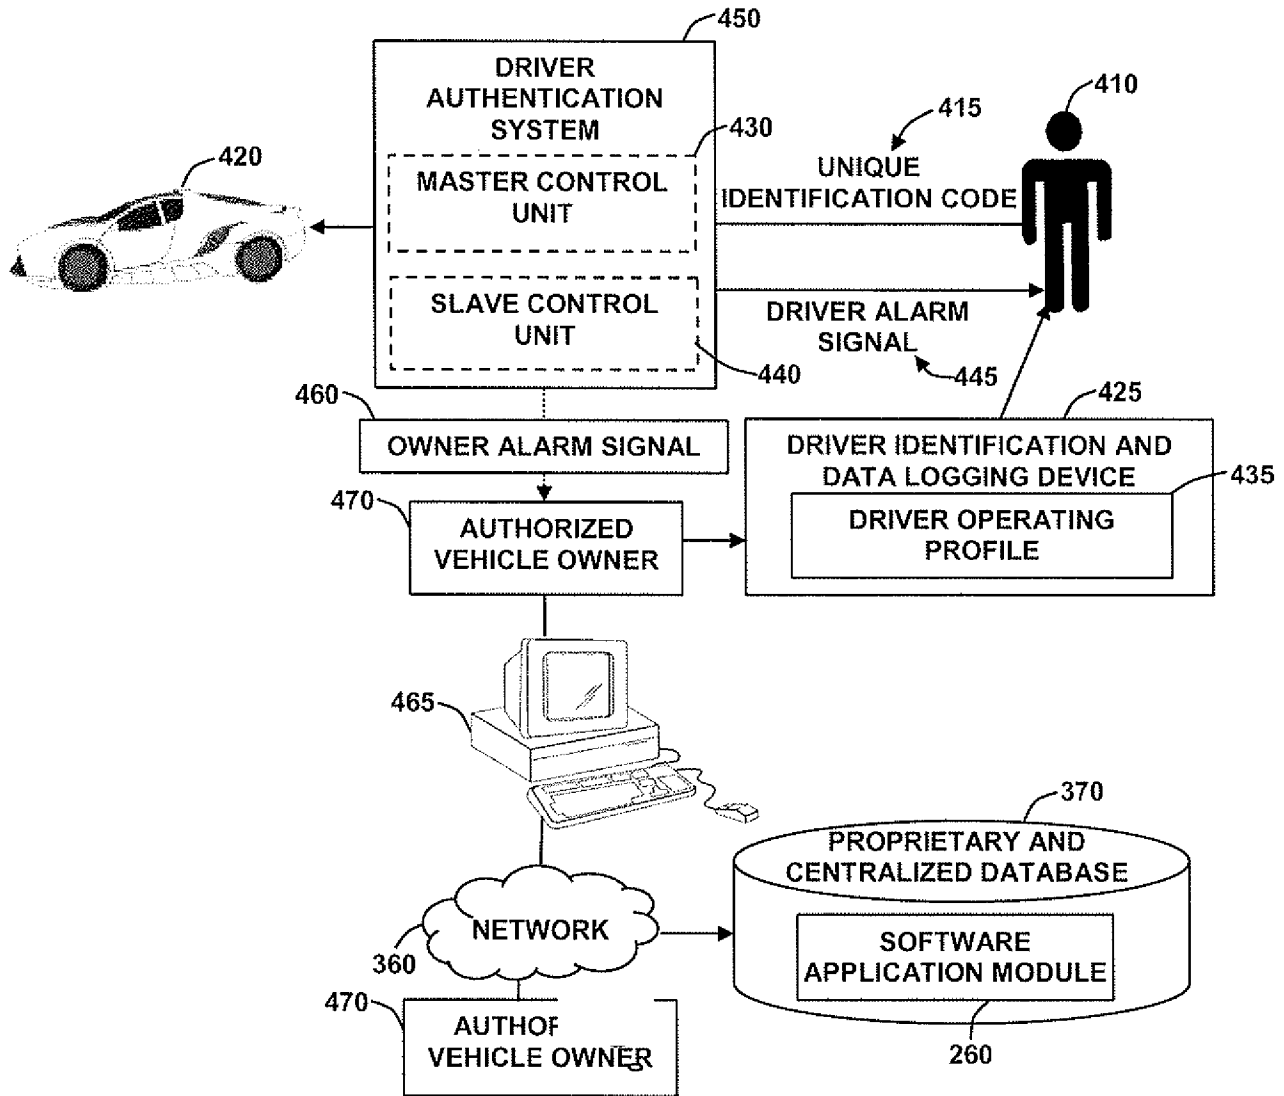 450
DRIVER
AUTHENTICATION
SYSTEM
430
MASTER CONTROL
UNIT
SLAVE CONTROL
UNIT
440
420
415
410
UNIQUE
IDENTIFICATION CODE
DRIVER ALARM
SIGNAL
445
460
OWNER ALARM SIGNAL
425
DRIVER IDENTIFICATION AND
DATA LOGGING DEVICE
435
DRIVER OPERATING
PROFILE
470
AUTHORIZED
VEHICLE OWNER
465
370
PROPRIETARY AND
CENTRALIZED DATABASE
SOFTWARE
APPLICATION MODULE
260
NETWORK
360
470
VEHICLE OWNER